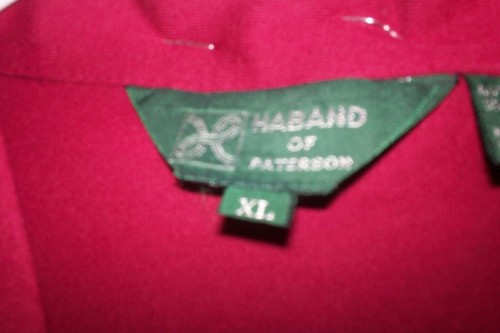 HABAND
OF
PATERSON
XL